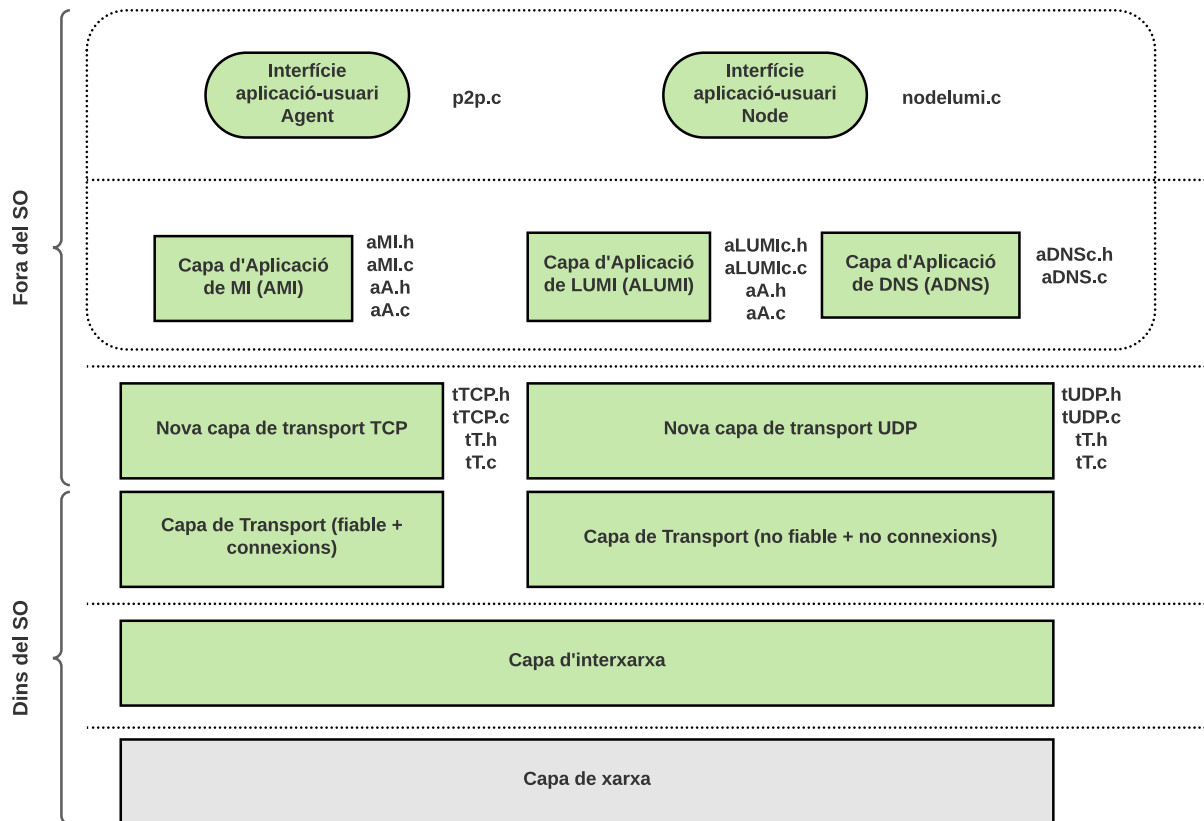 Fora del SO
Interfície
aplicació-usuari
Agent
p2p.c
Interfície
aplicació-usuari
Node
nodelumi.c
Capa d'Aplicació
de MI (AMI)
aMI.h
aMI.c
aA.h
aA.c
Capa d'Aplicació
de LUMI (ALUMI)
aLUMIc.h
aLUMIc.c
aA.h
aA.c
Capa d'Aplicació
de DNS (ADNS)
aDNSc.h
aDNS.c
Nova capa de transport TCP
tTCP.h
tTCP.c
tT.h
tT.c
Nova capa de transport UDP
tUDP.h
tUDP.c
tT.h
tT.c
Dins del SO
Capa de Transport (fiable +
connexions)
Capa de Transport (no fiable + no connexions)
Capa d'interxarxa
Capa de xarxa